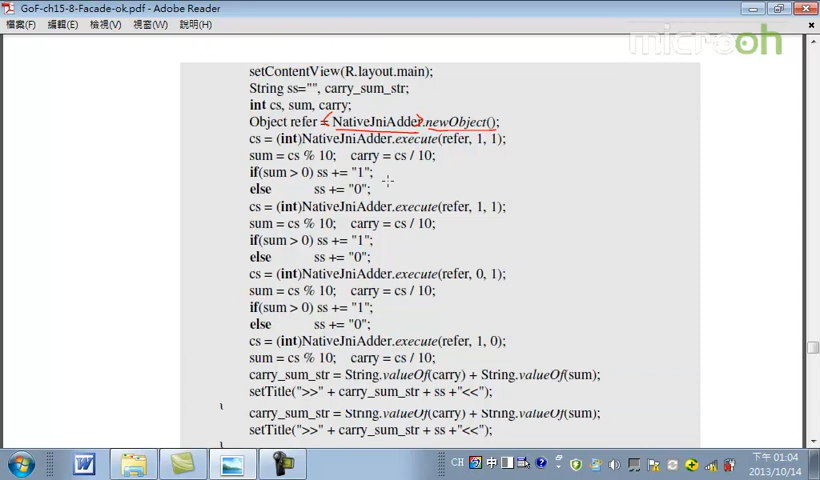 GoF-ch15-8-Facade-ok.pdf - Adobe Reader
檔案(F) 編輯(E) 檢視(V) 視窗(W) 說明(H)
microoh
setContentView(R.layout.main);
String ss="", carry_sum_str;
int cs, sum, carry;
Object refer = NativeJniAdder.newObject();
cs = (int)NativeJniAdder.execute(refer, 1, 1);
sum = cs % 10; carry = cs / 10;
if(sum > 0) ss += "1";
else ss += "0";
cs = (int)NativeJniAdder.execute(refer, 1, 1);
sum = cs % 10; carry = cs / 10;
if(sum > 0) ss += "1";
else ss += "0";
cs = (int)NativeJniAdder.execute(refer, 0, 1);
sum = cs % 10; carry = cs / 10;
if(sum > 0) ss += "1";
else ss += "0";
cs = (int)NativeJniAdder.execute(refer, 1, 0);
sum = cs % 10; carry = cs / 10;
carry_sum_str = String.valueOf(carry) + String.valueOf(sum);
setTitle(">>" + carry_sum_str + ss +"<<");
}
carry_sum_str = String.valueOf(carry) + String.valueOf(sum);
setTitle(">>" + carry_sum_str + ss +"<<");
}
CH 中
下午 01:04
2013/10/14